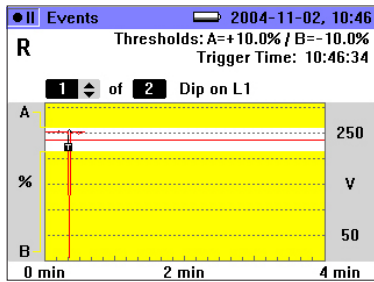 Events 2004-11-02, 10:46
R Thresholds: A=+10.0% / B=-10.0%
Trigger Time: 10:46:34
1 of 2 Dip on L1
A
250
T
% V
50
B
0 min 2 min 4 min